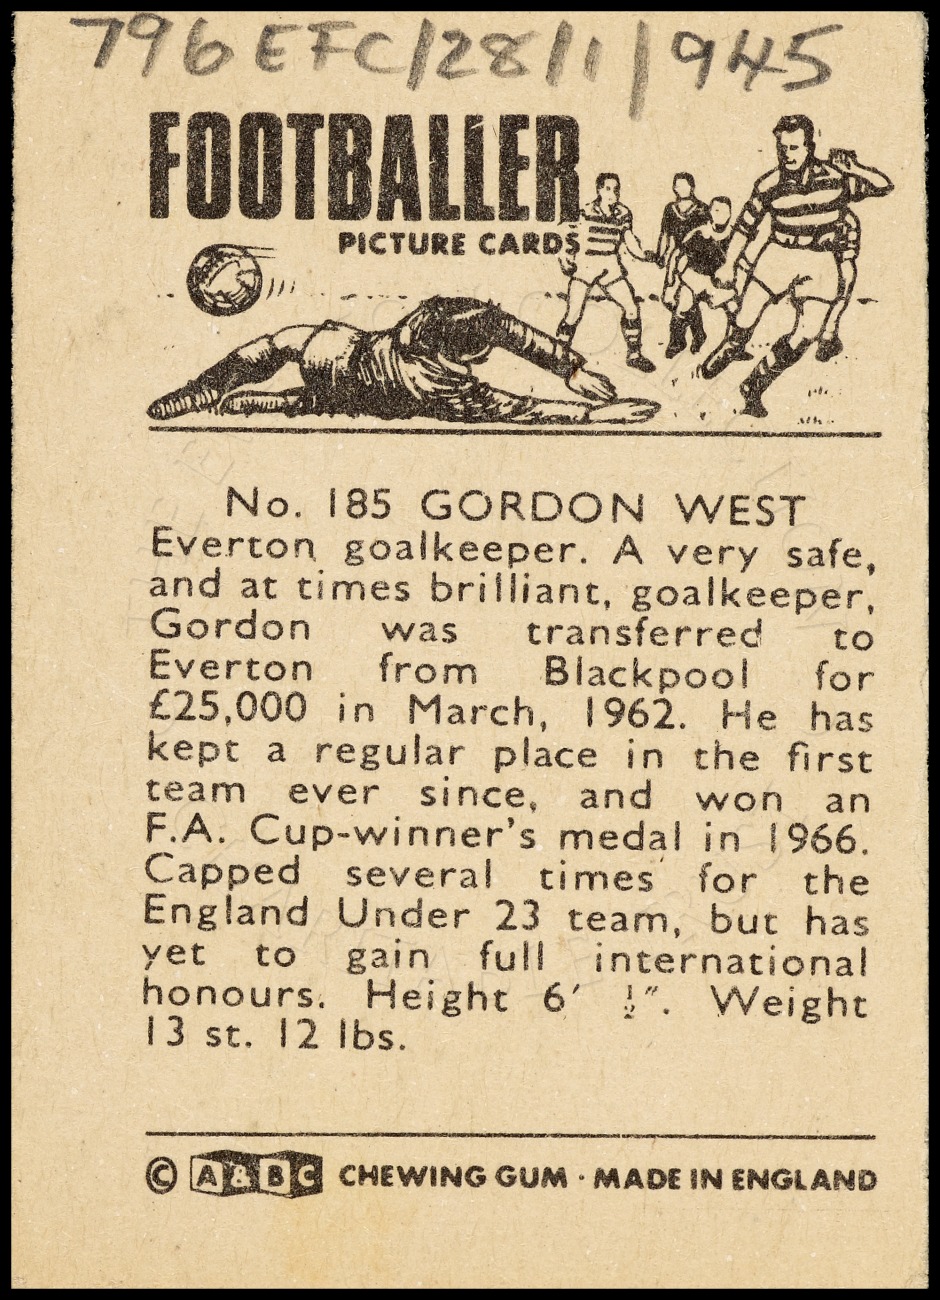 796 EFC/28/1/945
FOOTBALLER
PICTURE CARDS
No. 185 GORDON WEST
Everton goalkeeper. A very safe,
and at times brilliant, goalkeeper,
Gordon was transferred to
Everton from Blackpool for
£25,000 in March, 1962. He has
kept a regular place in the first
team ever since, and won an
F.A. Cup-winner's medal in 1966.
Capped several times for the
England Under 23 team, but has
yet to gain full international
honours. Height 6′ ½″. Weight
13 st. 12 lbs.
© A&BC CHEWING GUM · MADE IN ENGLAND